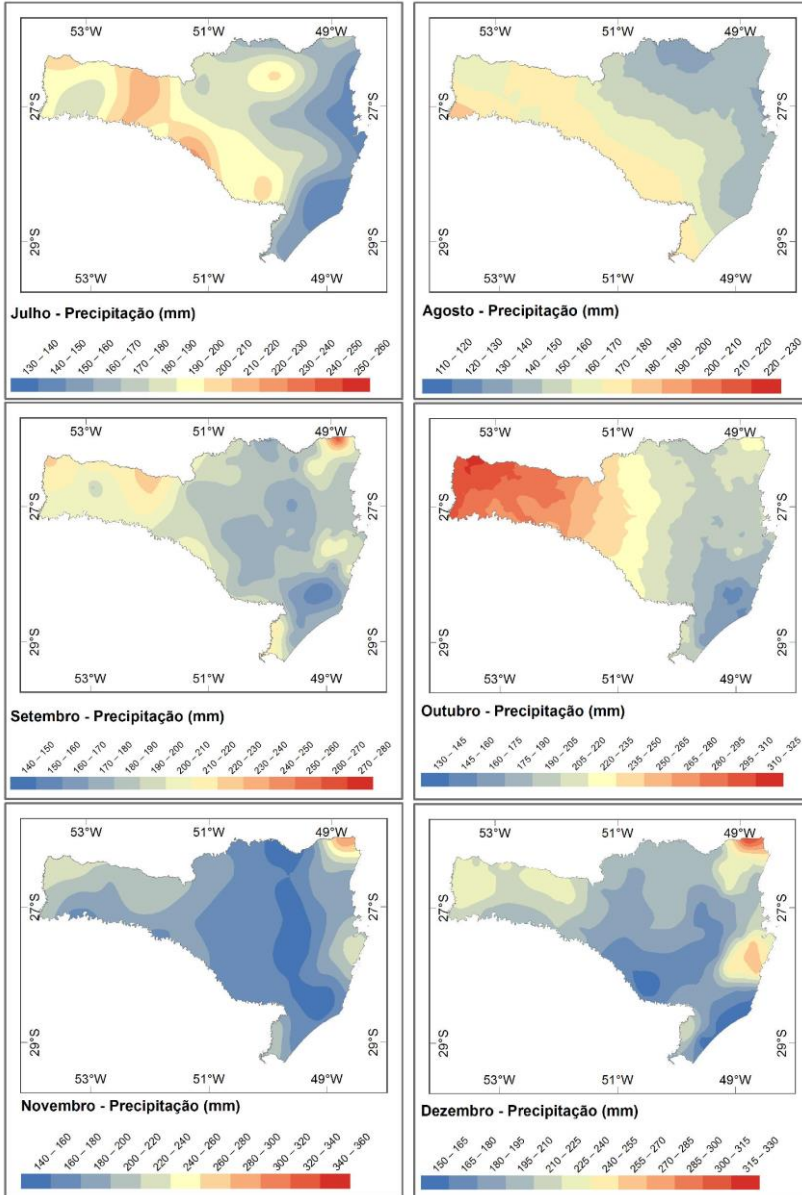 53°W 51°W 49°W
27°S 27°S
29°S 29°S
53°W 51°W 49°W
Julho - Precipitação (mm)
130 – 140 140 – 150 150 – 160 160 – 170 170 – 180 180 – 190 190 – 200 200 – 210 210 – 220 220 – 230 230 – 240 240 – 250 250 – 260
53°W 51°W 49°W
27°S 27°S
29°S 29°S
53°W 51°W 49°W
Agosto - Precipitação (mm)
110 – 120 120 – 130 130 – 140 140 – 150 150 – 160 160 – 170 170 – 180 180 – 190 190 – 200 200 – 210 210 – 220 220 – 230
53°W 51°W 49°W
27°S 27°S
29°S 29°S
53°W 51°W 49°W
Setembro - Precipitação (mm)
140 – 150 150 – 160 160 – 170 170 – 180 180 – 190 190 – 200 200 – 210 210 – 220 220 – 230 230 – 240 240 – 250 250 – 260 260 – 270 270 – 280
53°W 51°W 49°W
27°S 27°S
29°S 29°S
53°W 51°W 49°W
Outubro - Precipitação (mm)
130 – 145 145 – 160 160 – 175 175 – 190 190 – 205 205 – 220 220 – 235 235 – 250 250 – 265 265 – 280 280 – 295 295 – 310 310 – 325
53°W 51°W 49°W
27°S 27°S
29°S 29°S
53°W 51°W 49°W
Novembro - Precipitação (mm)
140 – 160 160 – 180 180 – 200 200 – 220 220 – 240 240 – 260 260 – 280 280 – 300 300 – 320 320 – 340 340 – 360
53°W 51°W 49°W
27°S 27°S
29°S 29°S
53°W 51°W 49°W
Dezembro - Precipitação (mm)
150 – 165 165 – 180 180 – 195 195 – 210 210 – 225 225 – 240 240 – 255 255 – 270 270 – 285 285 – 300 300 – 315 315 – 330